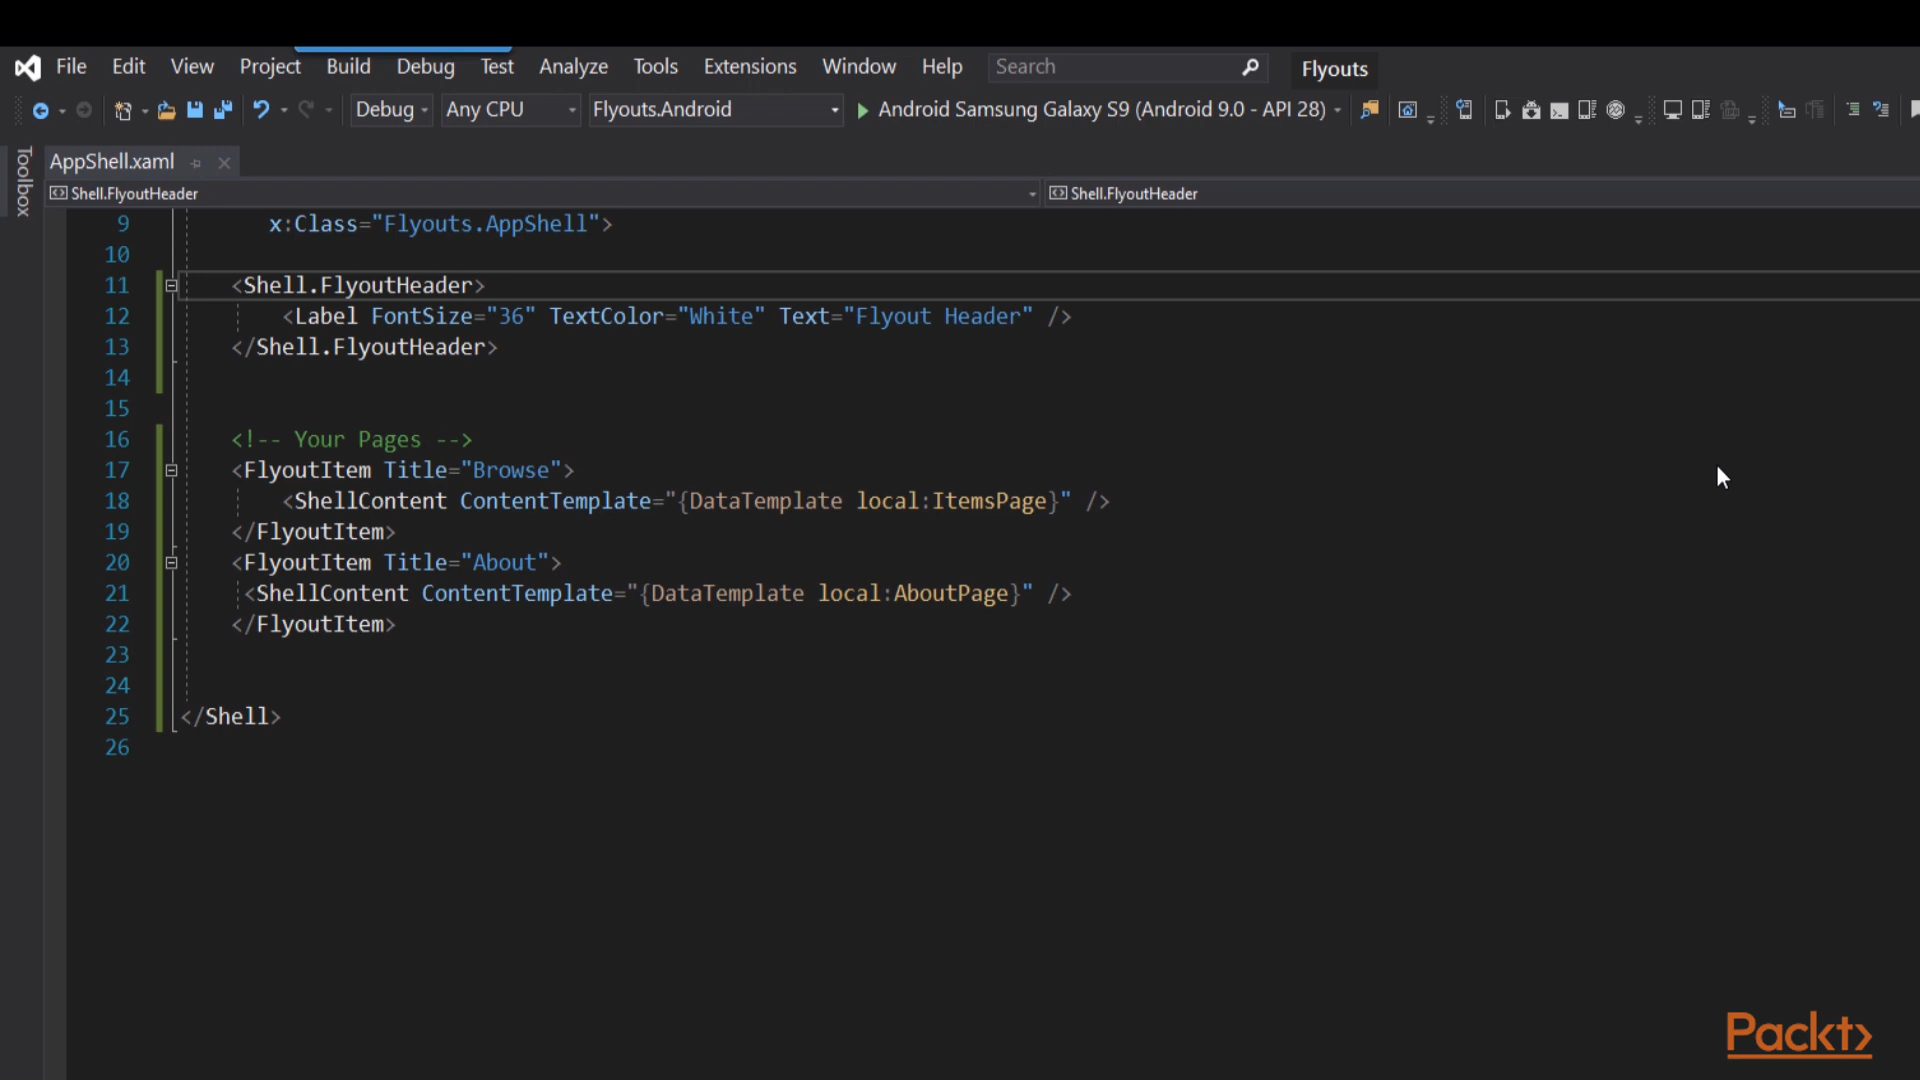 File Edit View Project Build Debug Test Analyze Tools Extensions Window Help Search Flyouts
Debug Any CPU Flyouts.Android Android Samsung Galaxy S9 (Android 9.0 - API 28)
Toolbox
AppShell.xaml
Shell.FlyoutHeader Shell.FlyoutHeader
9 x:Class="Flyouts.AppShell">
10
11 <Shell.FlyoutHeader>
12 <Label FontSize="36" TextColor="White" Text="Flyout Header" />
13 </Shell.FlyoutHeader>
14
15
16 <!-- Your Pages -->
17 <FlyoutItem Title="Browse">
18 <ShellContent ContentTemplate="{DataTemplate local:ItemsPage}" />
19 </FlyoutItem>
20 <FlyoutItem Title="About">
21 <ShellContent ContentTemplate="{DataTemplate local:AboutPage}" />
22 </FlyoutItem>
23
24
25 </Shell>
26
Packt>